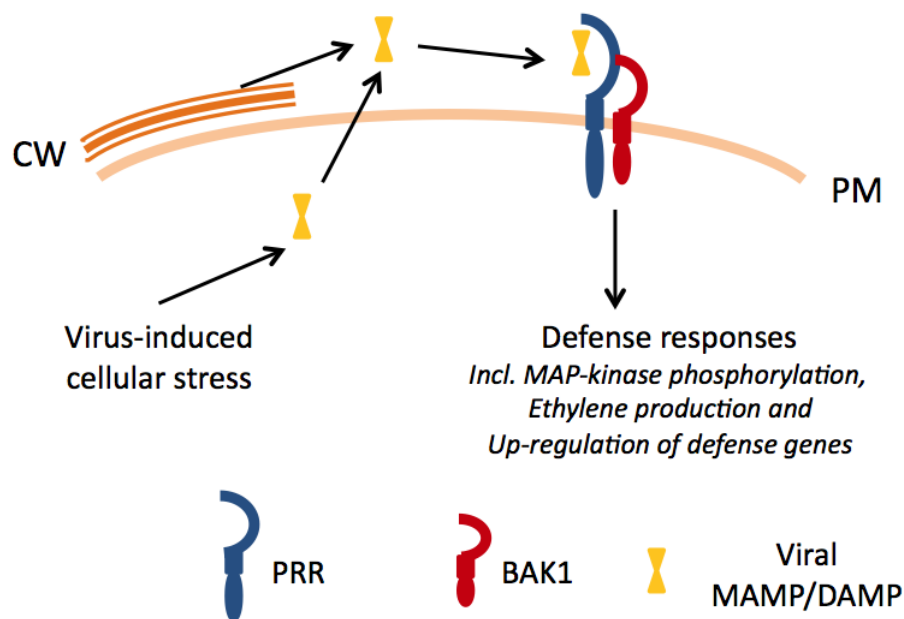 CW
PM
Virus-induced
cellular stress
Defense responses
Incl. MAP-kinase phosphorylation,
Ethylene production and
Up-regulation of defense genes
PRR
BAK1
Viral
MAMP/DAMP